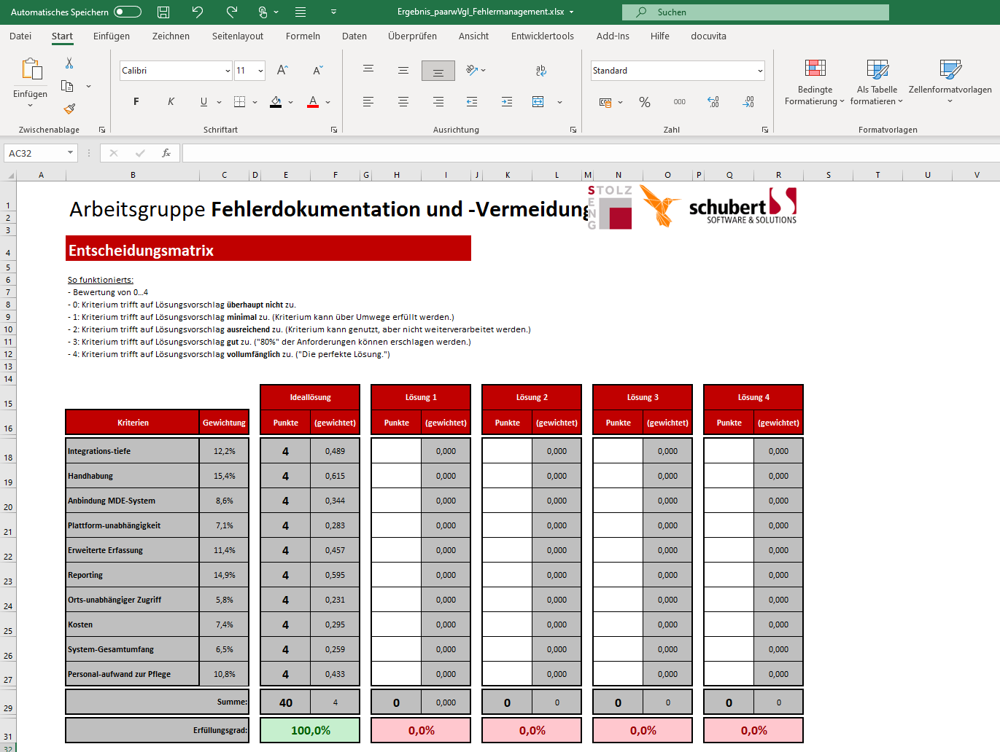 Automatisches Speichern
Ergebnis_paarwVgl_Fehlermanagement.xlsx
Suchen
Datei Start Einfügen Zeichnen Seitenlayout Formeln Daten Überprüfen Ansicht Entwicklertools Add-Ins Hilfe docuvita
Einfügen
Zwischenablage
Calibri 11 A A
F K U A
Schriftart
ab
Ausrichtung
Standard
% 000
Zahl
Bedingte Formatierung
Als Tabelle formatieren
Zellenformatvorlagen
Formatvorlagen
AC32 fx
A B C D E F G H I J K L M N O P Q R S T U V
1 Arbeitsgruppe Fehlerdokumentation und -Vermeidung
STOLZ
SENG
schubert
SOFTWARE & SOLUTIONS
2
3
4 Entscheidungsmatrix
5
6 So funktionierts:
7 - Bewertung von 0...4
8 - 0: Kriterium trifft auf Lösungsvorschlag überhaupt nicht zu.
9 - 1: Kriterium trifft auf Lösungsvorschlag minimal zu. (Kriterium kann über Umwege erfüllt werden.)
10 - 2: Kriterium trifft auf Lösungsvorschlag ausreichend zu. (Kriterium kann genutzt, aber nicht weiterverarbeitet werden.)
11 - 3: Kriterium trifft auf Lösungsvorschlag gut zu. ("80%" der Anforderungen können erschlagen werden.)
12 - 4: Kriterium trifft auf Lösungsvorschlag vollumfänglich zu. ("Die perfekte Lösung.")
13
14
15 Ideallösung Lösung 1 Lösung 2 Lösung 3 Lösung 4
16 Kriterien Gewichtung Punkte (gewichtet) Punkte (gewichtet) Punkte (gewichtet) Punkte (gewichtet) Punkte (gewichtet)
18 Integrations-tiefe 12,2% 4 0,489 0,000 0,000 0,000 0,000
19 Handhabung 15,4% 4 0,615 0,000 0,000 0,000 0,000
20 Anbindung MDE-System 8,6% 4 0,344 0,000 0,000 0,000 0,000
21 Plattform-unabhängigkeit 7,1% 4 0,283 0,000 0,000 0,000 0,000
22 Erweiterte Erfassung 11,4% 4 0,457 0,000 0,000 0,000 0,000
23 Reporting 14,9% 4 0,595 0,000 0,000 0,000 0,000
24 Orts-unabhängiger Zugriff 5,8% 4 0,231 0,000 0,000 0,000 0,000
25 Kosten 7,4% 4 0,295 0,000 0,000 0,000 0,000
26 System-Gesamtumfang 6,5% 4 0,259 0,000 0,000 0,000 0,000
27 Personal-aufwand zur Pflege 10,8% 4 0,433 0,000 0,000 0,000 0,000
29 Summe: 40 4 0 0,000 0 0 0 0 0 0
31 Erfüllungsgrad: 100,0% 0,0% 0,0% 0,0% 0,0%
32